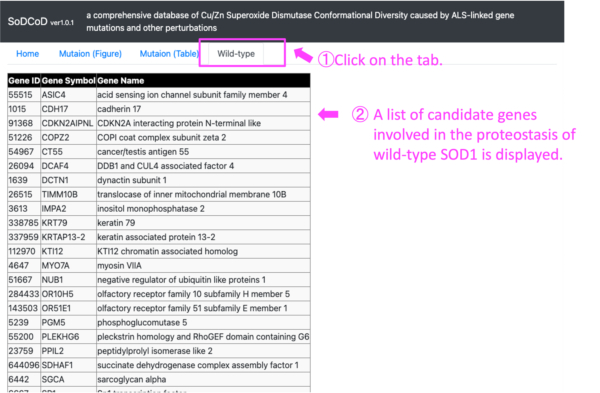 SoDCoD ver1.0.1
a comprehensive database of Cu/Zn Superoxide Dismutase Conformational Diversity caused by ALS-linked gene
mutations and other perturbations
Home Mutaion (Figure) Mutaion (Table) Wild-type
①Click on the tab.
Gene ID Gene Symbol Gene Name
55515 ASIC4 acid sensing ion channel subunit family member 4
1015 CDH17 cadherin 17
91368 CDKN2AIPNL CDKN2A interacting protein N-terminal like
51226 COPZ2 COPI coat complex subunit zeta 2
54967 CT55 cancer/testis antigen 55
26094 DCAF4 DDB1 and CUL4 associated factor 4
1639 DCTN1 dynactin subunit 1
26515 TIMM10B translocase of inner mitochondrial membrane 10B
3613 IMPA2 inositol monophosphatase 2
338785 KRT79 keratin 79
337959 KRTAP13-2 keratin associated protein 13-2
112970 KTI12 KTI12 chromatin associated homolog
4647 MYO7A myosin VIIA
51667 NUB1 negative regulator of ubiquitin like proteins 1
284433 OR10H5 olfactory receptor family 10 subfamily H member 5
143503 OR51E1 olfactory receptor family 51 subfamily E member 1
5239 PGM5 phosphoglucomutase 5
55200 PLEKHG6 pleckstrin homology and RhoGEF domain containing G6
23759 PPIL2 peptidylprolyl isomerase like 2
644096 SDHAF1 succinate dehydrogenase complex assembly factor 1
6442 SGCA sarcoglycan alpha
② A list of candidate genes
involved in the proteostasis of
wild-type SOD1 is displayed.